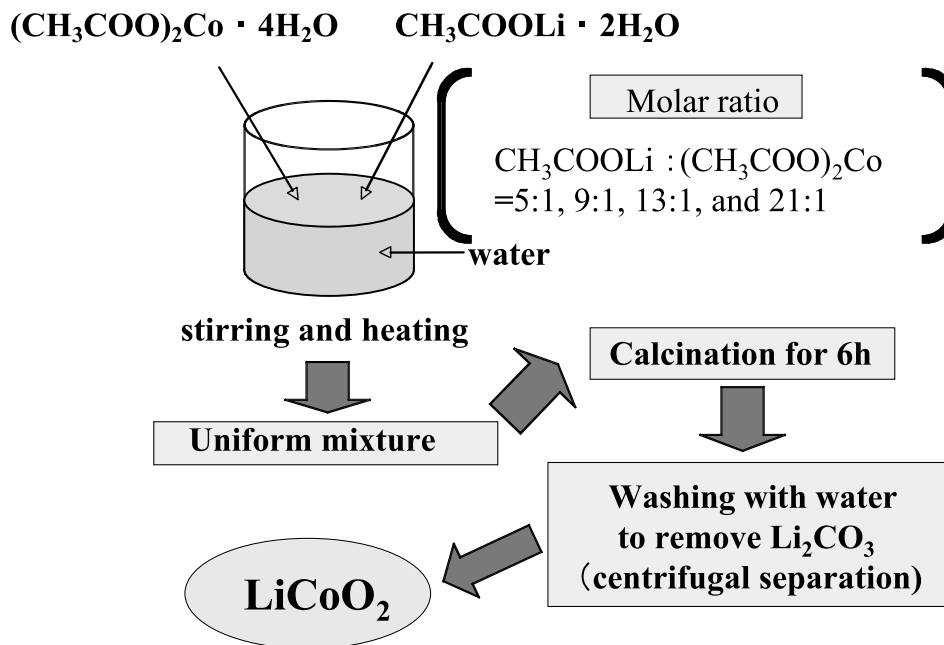 (CH₃COO)₂Co・4H₂O
CH₃COOLi・2H₂O
Molar ratio
CH₃COOLi : (CH₃COO)₂Co
=5:1, 9:1, 13:1, and 21:1
water
stirring and heating
Uniform mixture
Calcination for 6h
Washing with water
to remove Li₂CO₃
(centrifugal separation)
LiCoO₂